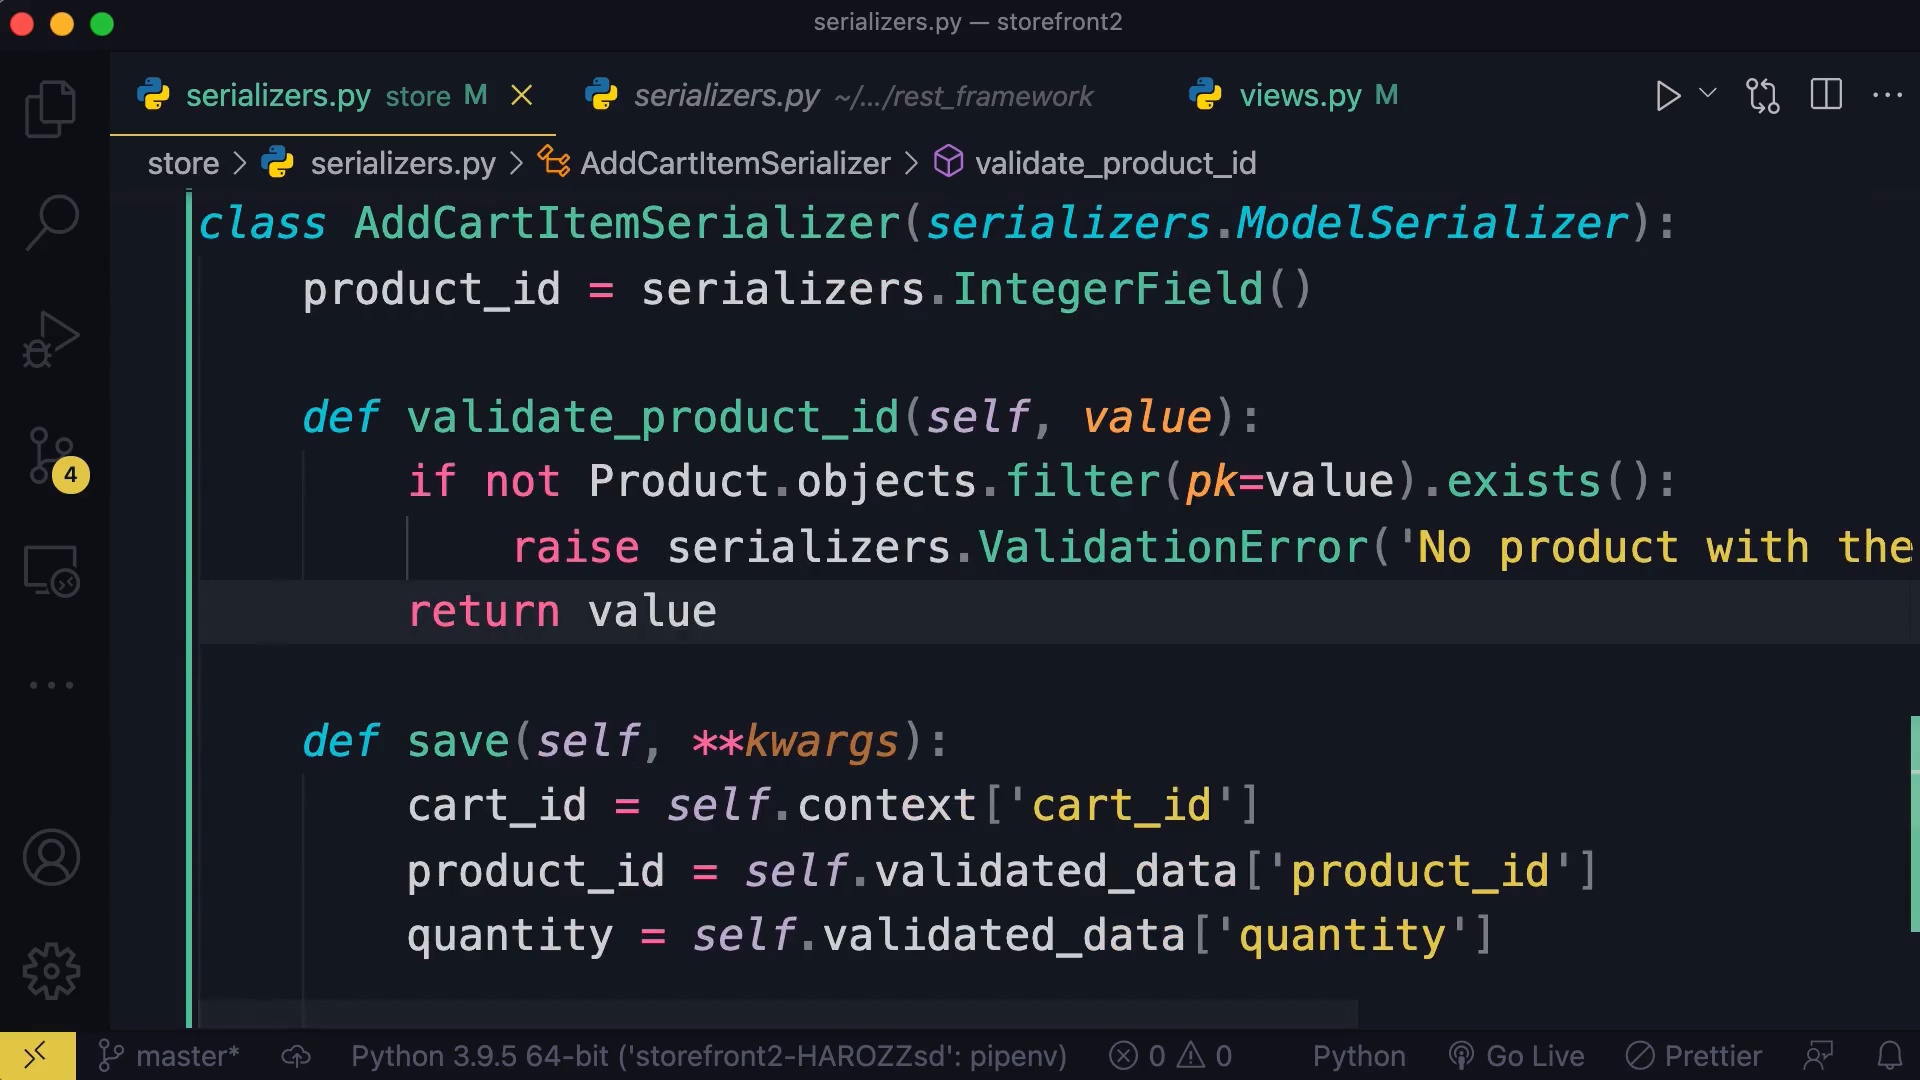 serializers.py — storefront2
serializers.py store M
serializers.py ~/.../rest_framework
views.py M
store > serializers.py > AddCartItemSerializer > validate_product_id
class AddCartItemSerializer(serializers.ModelSerializer):
product_id = serializers.IntegerField()
def validate_product_id(self, value):
if not Product.objects.filter(pk=value).exists():
raise serializers.ValidationError('No product with the
return value
def save(self, **kwargs):
cart_id = self.context['cart_id']
product_id = self.validated_data['product_id']
quantity = self.validated_data['quantity']
4
master* Python 3.9.5 64-bit ('storefront2-HAROZZsd': pipenv) 0 0 Python Go Live Prettier